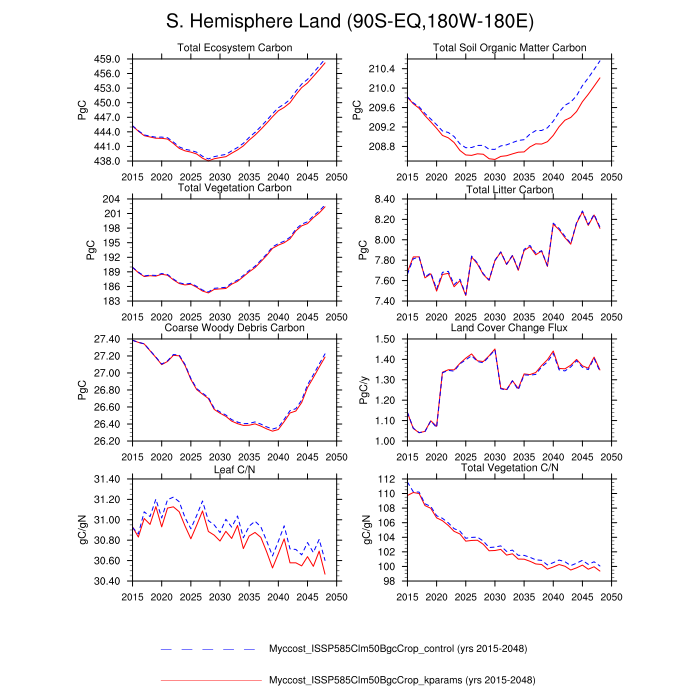 S. Hemisphere Land (90S-EQ,180W-180E)
Total Ecosystem Carbon
PgC
459.0
456.0
453.0
450.0
447.0
444.0
441.0
438.0
2015 2020 2025 2030 2035 2040 2045 2050
Total Soil Organic Matter Carbon
PgC
210.4
210.0
209.6
209.2
208.8
2015 2020 2025 2030 2035 2040 2045 2050
Total Vegetation Carbon
PgC
204
201
198
195
192
189
186
183
2015 2020 2025 2030 2035 2040 2045 2050
Total Litter Carbon
PgC
8.40
8.20
8.00
7.80
7.60
7.40
2015 2020 2025 2030 2035 2040 2045 2050
Coarse Woody Debris Carbon
PgC
27.40
27.20
27.00
26.80
26.60
26.40
26.20
2015 2020 2025 2030 2035 2040 2045 2050
Land Cover Change Flux
PgC/y
1.50
1.40
1.30
1.20
1.10
1.00
2015 2020 2025 2030 2035 2040 2045 2050
Leaf C/N
gC/gN
31.40
31.20
31.00
30.80
30.60
30.40
2015 2020 2025 2030 2035 2040 2045 2050
Total Vegetation C/N
gC/gN
112
110
108
106
104
102
100
98
2015 2020 2025 2030 2035 2040 2045 2050
Myccost_ISSP585Clm50BgcCrop_control (yrs 2015-2048)
Myccost_ISSP585Clm50BgcCrop_kparams (yrs 2015-2048)